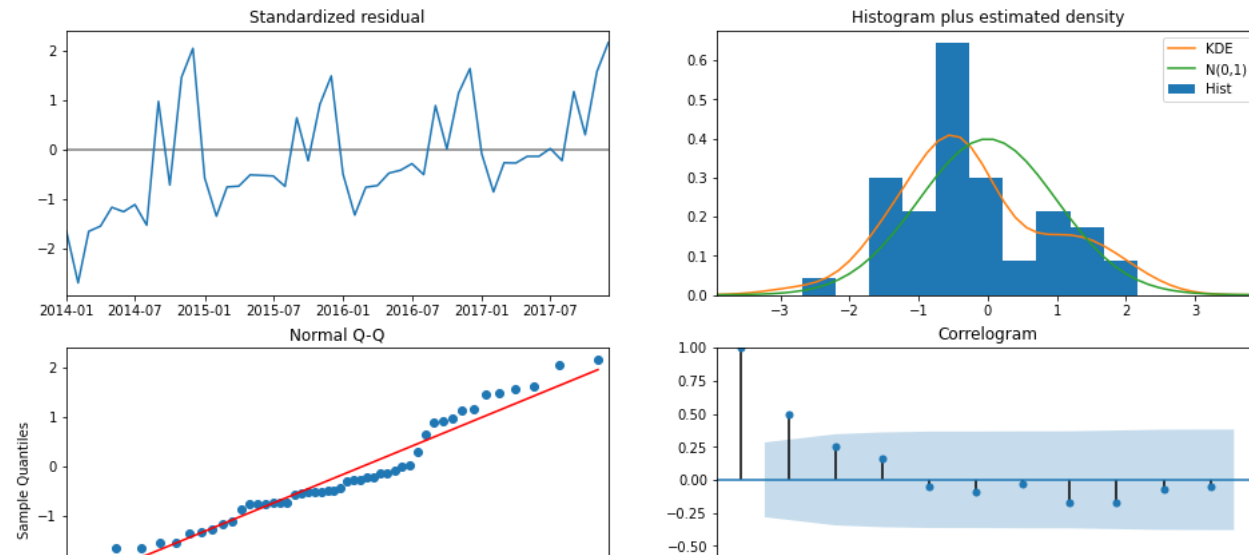 Standardized residual
2
1
0
−1
−2
2014-01 2014-07 2015-01 2015-07 2016-01 2016-07 2017-01 2017-07
Histogram plus estimated density
KDE
N(0,1)
Hist
0.6
0.5
0.4
0.3
0.2
0.1
0.0
−3 −2 −1 0 1 2 3
Normal Q-Q
Sample Quantiles
2
1
0
−1
Correlogram
1.00
0.75
0.50
0.25
0.00
−0.25
−0.50